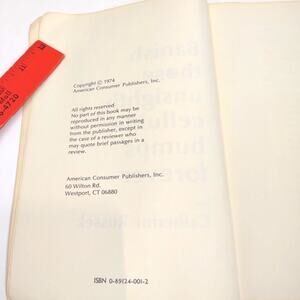 Copyright © 1974
American Consumer Publishers, Inc.
All rights reserved
No part of this book may be
reproduced in any manner
without permission in writing
from the publisher, except in
the case of a reviewer who
may quote brief passages in a
review.
American Consumer Publishers, Inc.
60 Wilton Rd.
Westport, CT 06880
ISBN 0-89124-001-2